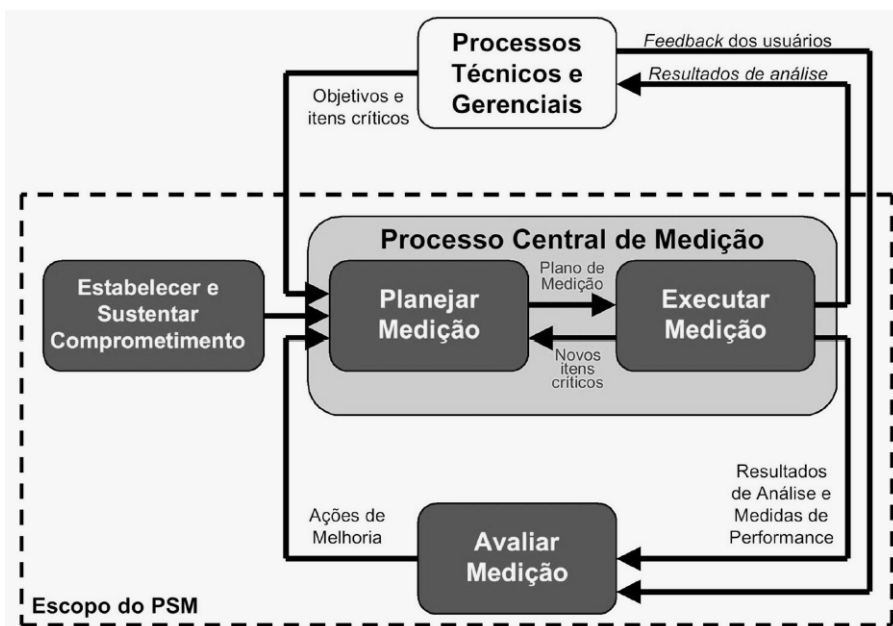 Processos
Técnicos e
Gerenciais
Feedback dos usuários
Resultados de análise
Objetivos e
itens críticos
Processo Central de Medição
Estabelecer e
Sustentar
Comprometimento
Planejar
Medição
Plano de
Medição
Executar
Medição
Novos
itens
críticos
Ações de
Melhoria
Avaliar
Medição
Resultados
de Análise e
Medidas de
Performance
Escopo do PSM